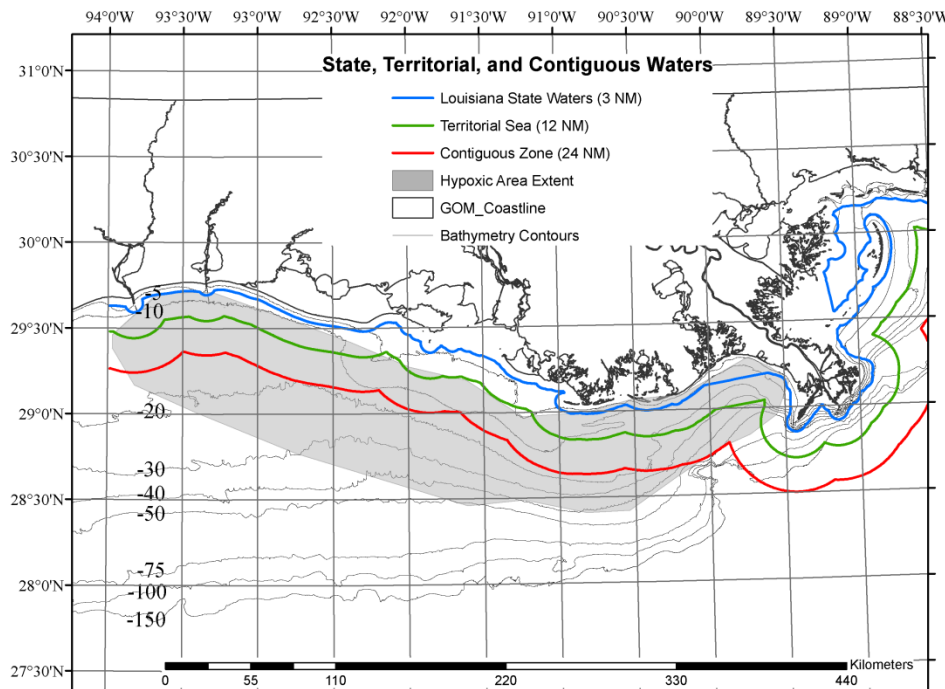 94°0'W 93°30'W 93°0'W 92°30'W 92°0'W 91°30'W 91°0'W 90°30'W 90°0'W 89°30'W 89°0'W 88°30'W
State, Territorial, and Contiguous Waters
Louisiana State Waters (3 NM)
Territorial Sea (12 NM)
Contiguous Zone (24 NM)
Hypoxic Area Extent
GOM_Coastline
Bathymetry Contours
31°0'N
30°30'N
30°0'N
29°30'N
29°0'N
28°30'N
28°0'N
27°30'N
-5
-10
-20
-30
-40
-50
-75
-100
-150
Kilometers
0 55 110 220 330 440